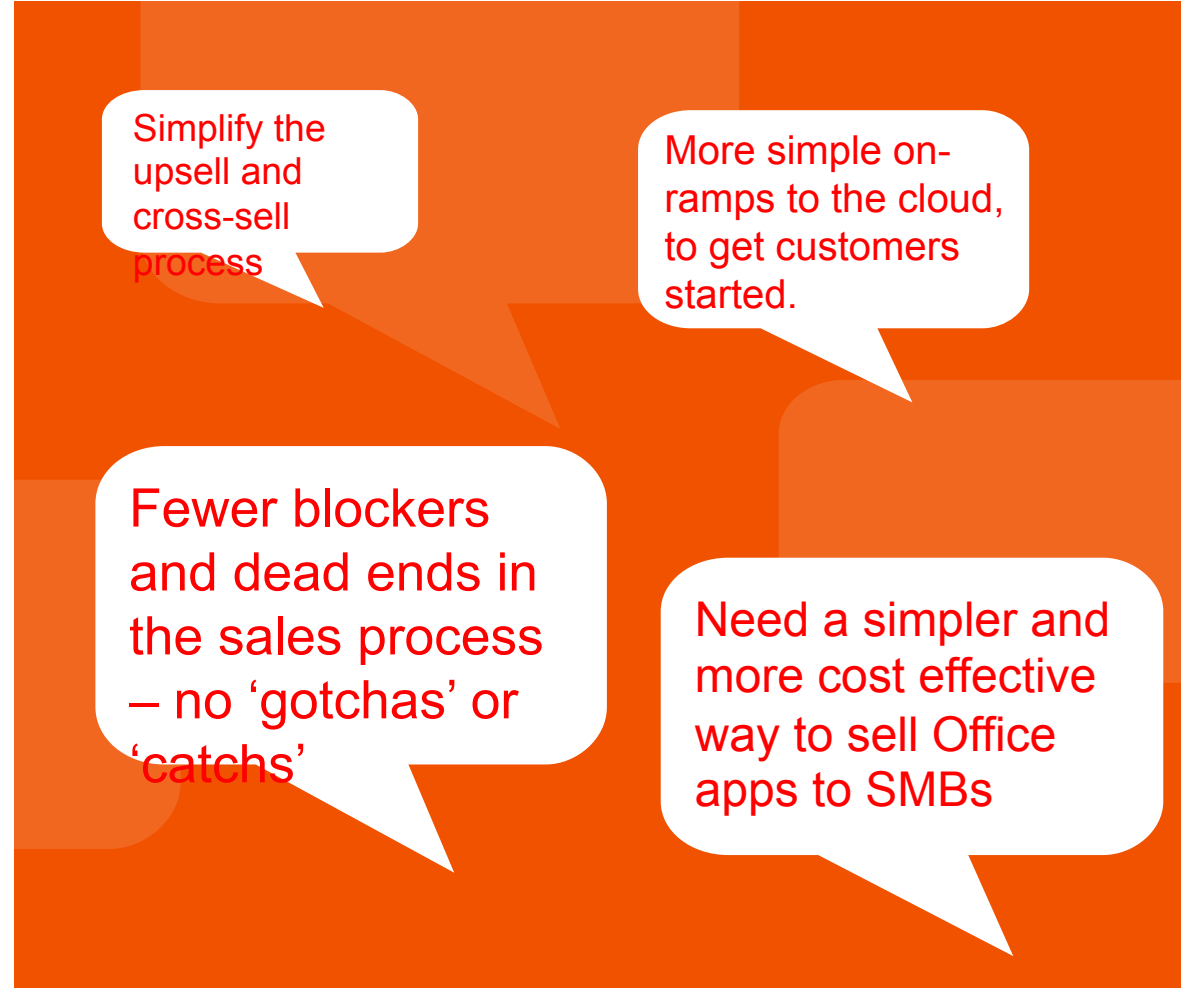 Simplify the
upsell and
cross-sell
process
More simple on-
ramps to the cloud,
to get customers
started.
Fewer blockers
and dead ends in
the sales process
– no ‘gotchas’ or
‘catchs’
Need a simpler and
more cost effective
way to sell Office
apps to SMBs